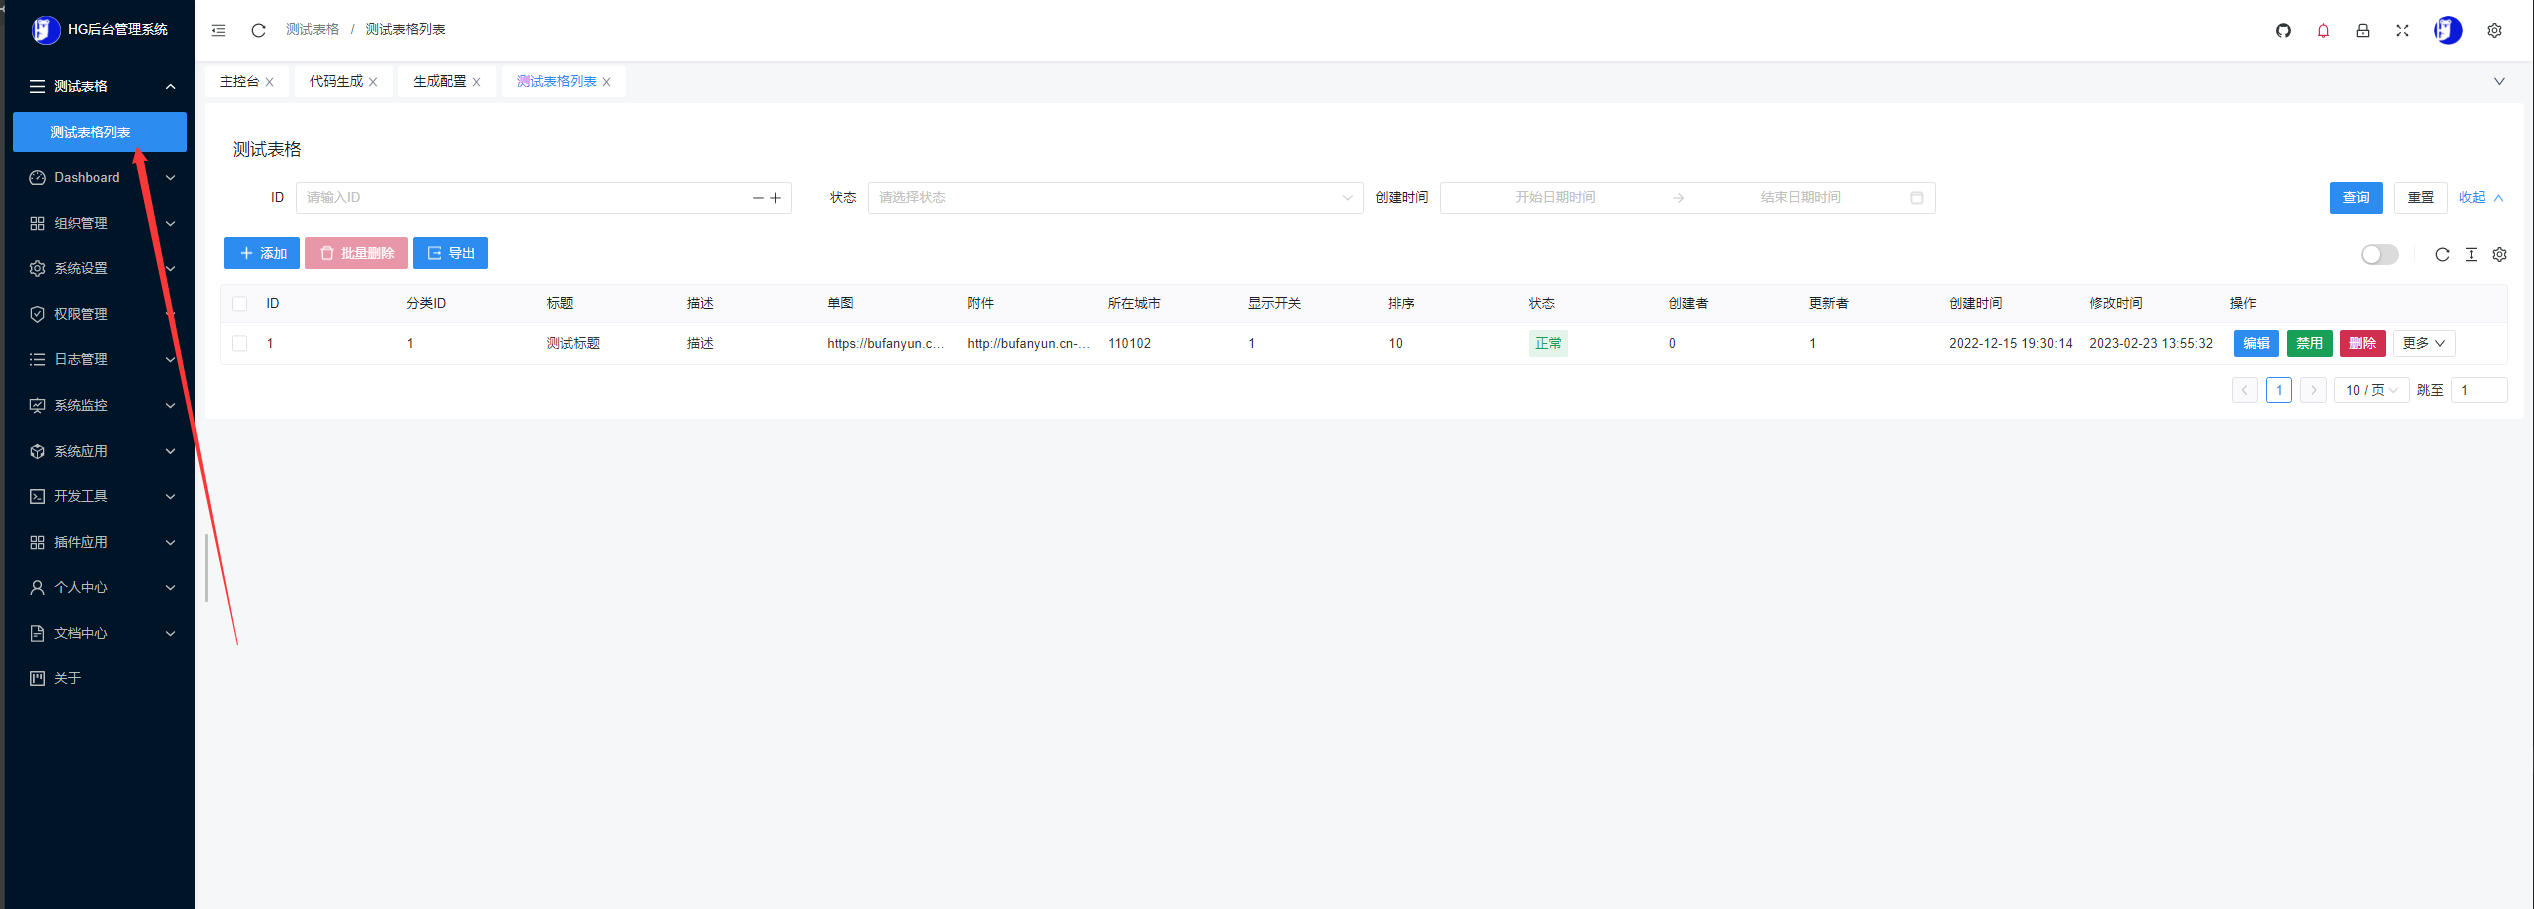 HG后台管理系统
测试表格 / 测试表格列表
测试表格
测试表格列表
Dashboard
组织管理
系统设置
权限管理
日志管理
系统监控
系统应用
开发工具
插件应用
个人中心
文档中心
关于
主控台 代码生成 生成配置 测试表格列表
测试表格
ID 请输入ID 状态 请选择状态 创建时间 开始日期时间 结束日期时间 查询 重置 收起
添加 批量删除 导出
ID 分类ID 标题 描述 单图 附件 所在城市 显示开关 排序 状态 创建者 更新者 创建时间 修改时间 操作
1 1 测试标题 描述 https://bufanyun.c... http://bufanyun.cn-... 110102 1 10 正常 0 1 2022-12-15 19:30:14 2023-02-23 13:55:32 编辑 禁用 删除 更多
1 10 / 页 跳至 1